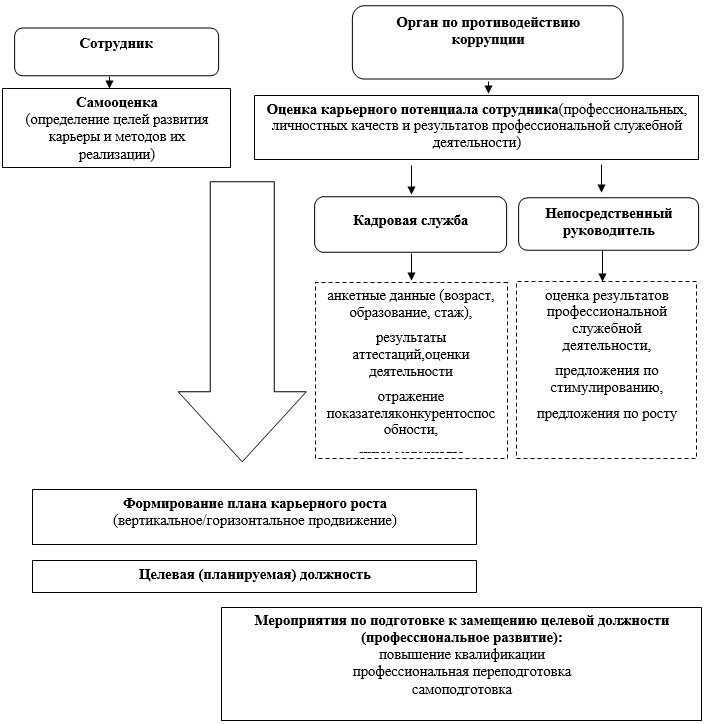 Сотрудник
Орган по противодействию
коррупции
Самооценка
(определение целей развития
карьеры и методов их
реализации)
Оценка карьерного потенциала сотрудника(профессиональных,
личностных качеств и результатов профессиональной служебной
деятельности)
Кадровая служба
Непосредственный
руководитель
анкетные данные (возраст,
образование, стаж),
результаты
аттестаций,оценки
деятельности
отражение
показателяконкурентоспос
обности,
оценка результатов
профессиональной
служебной
деятельности,
предложения по
стимулированию,
предложения по росту
Формирование плана карьерного роста
(вертикальное/горизонтальное продвижение)
Целевая (планируемая) должность
Мероприятия по подготовке к замещению целевой должности
(профессиональное развитие):
повышение квалификации
профессиональная переподготовка
самоподготовка